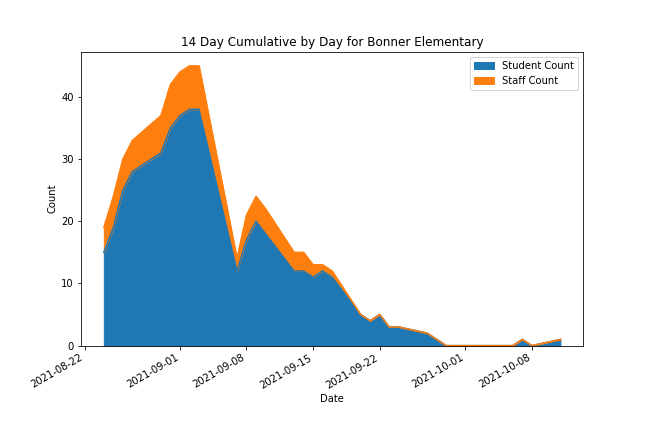 14 Day Cumulative by Day for Bonner Elementary
Student Count
Staff Count
40
30
20
10
0
Count
2021-08-22
2021-09-01
2021-09-08
2021-09-15
2021-09-22
2021-10-01
2021-10-08
Date